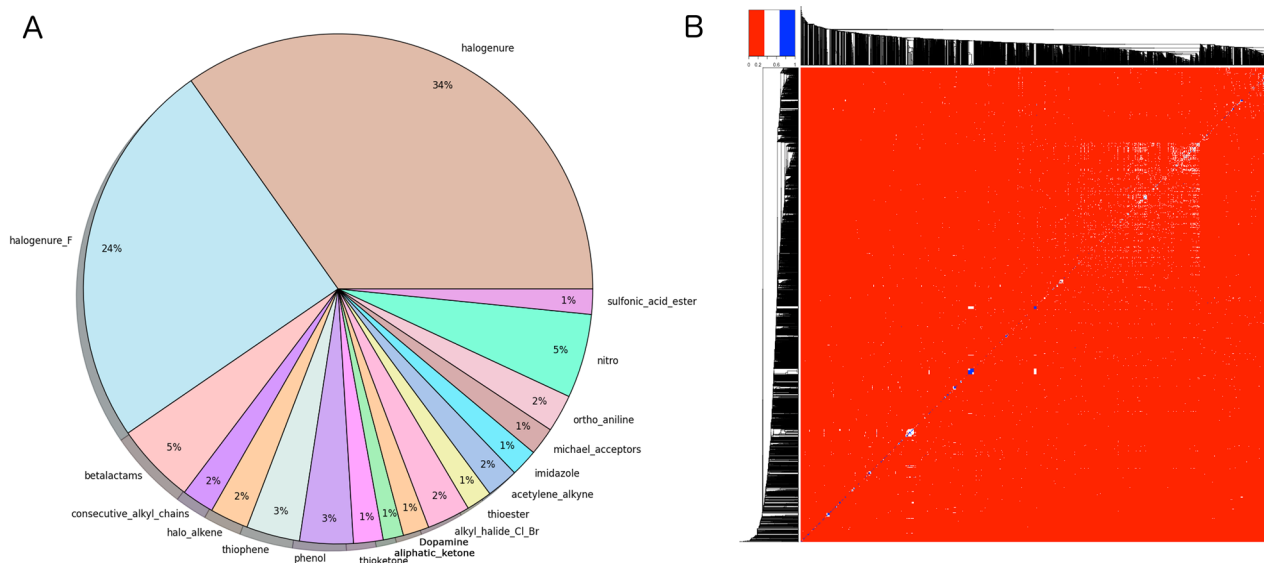 A
B
halogenure
34%
halogenure_F
24%
0 0.2 0.6 1
1%
sulfonic_acid_ester
5%
nitro
2%
ortho_aniline
1%
michael_acceptors
1%
imidazole
2%
acetylene_alkyne
1%
thioester
2%
alkyl_halide_Cl_Br
1%
Dopamine
aliphatic_ketone
1%
thioketone
1%
3%
phenol
3%
thiophene
2%
halo_alkene
2%
consecutive_alkyl_chains
5%
betalactams